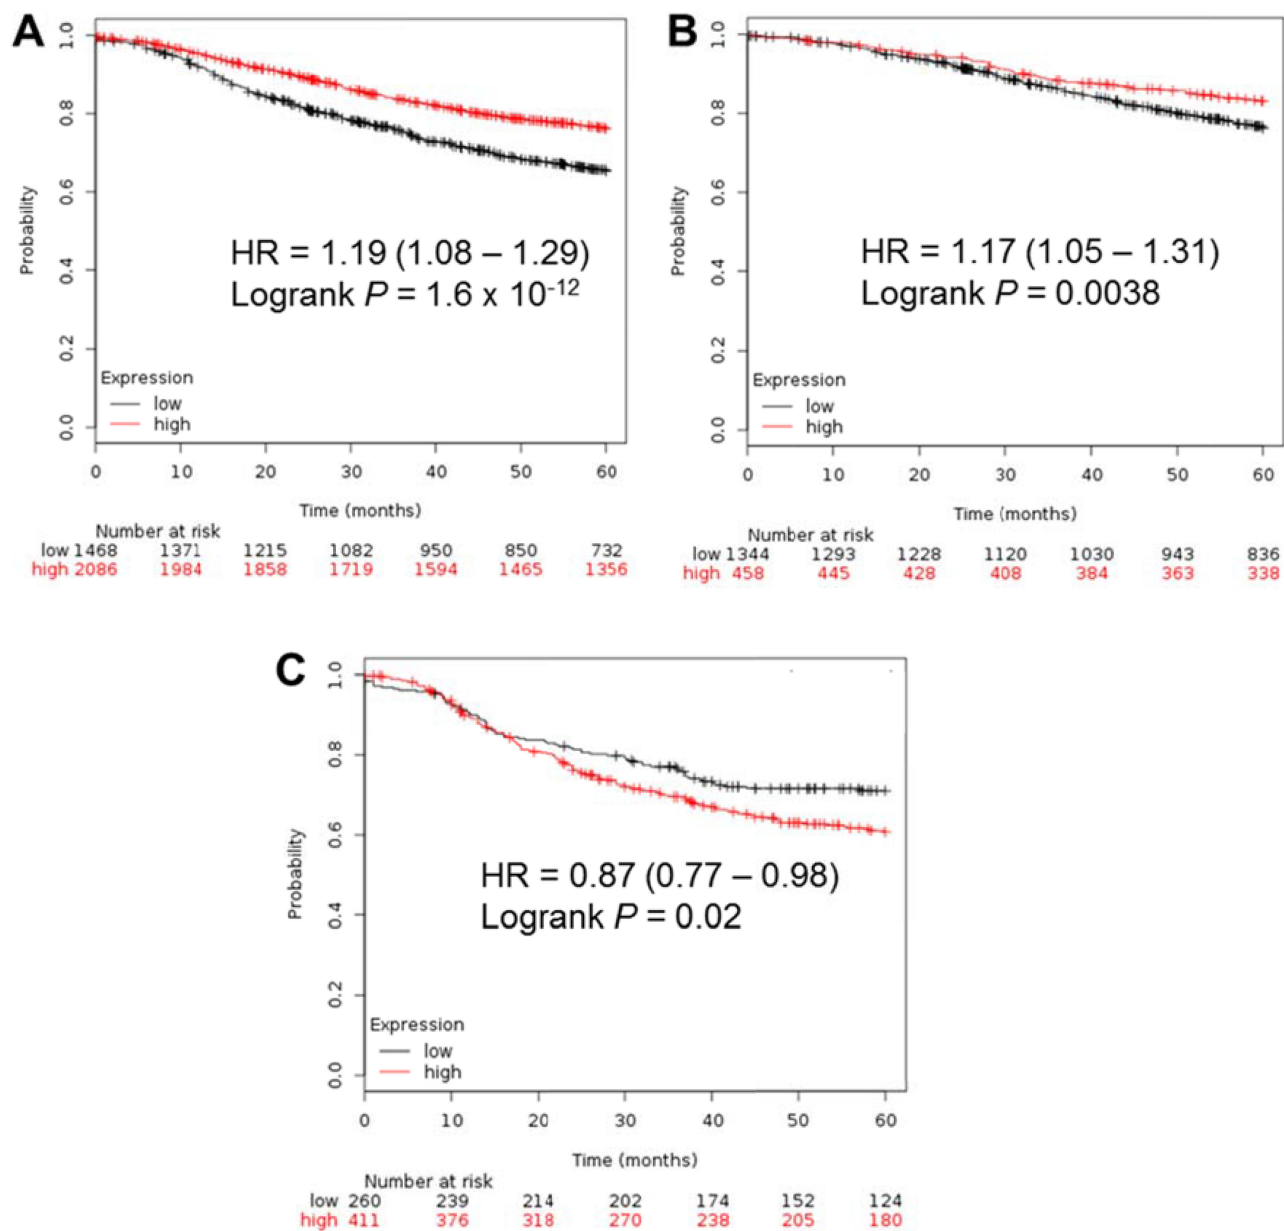 A
1.0
0.8
0.6
0.4
0.2
0.0
Probability
HR = 1.19 (1.08 – 1.29)
Logrank P = 1.6 x 10-12
Expression
low
high
0 10 20 30 40 50 60
Time (months)
Number at risk
low 1468 1371 1215 1082 950 850 732
high 2086 1984 1858 1719 1594 1465 1356
B
1.0
0.8
0.6
0.4
0.2
0.0
Probability
HR = 1.17 (1.05 – 1.31)
Logrank P = 0.0038
Expression
low
high
0 10 20 30 40 50 60
Time (months)
Number at risk
low 1344 1293 1228 1120 1030 943 836
high 458 445 428 408 384 363 338
C
1.0
0.8
0.6
0.4
0.2
0.0
Probability
HR = 0.87 (0.77 – 0.98)
Logrank P = 0.02
Expression
low
high
0 10 20 30 40 50 60
Time (months)
Number at risk
low 260 239 214 202 174 152 124
high 411 376 318 270 238 205 180